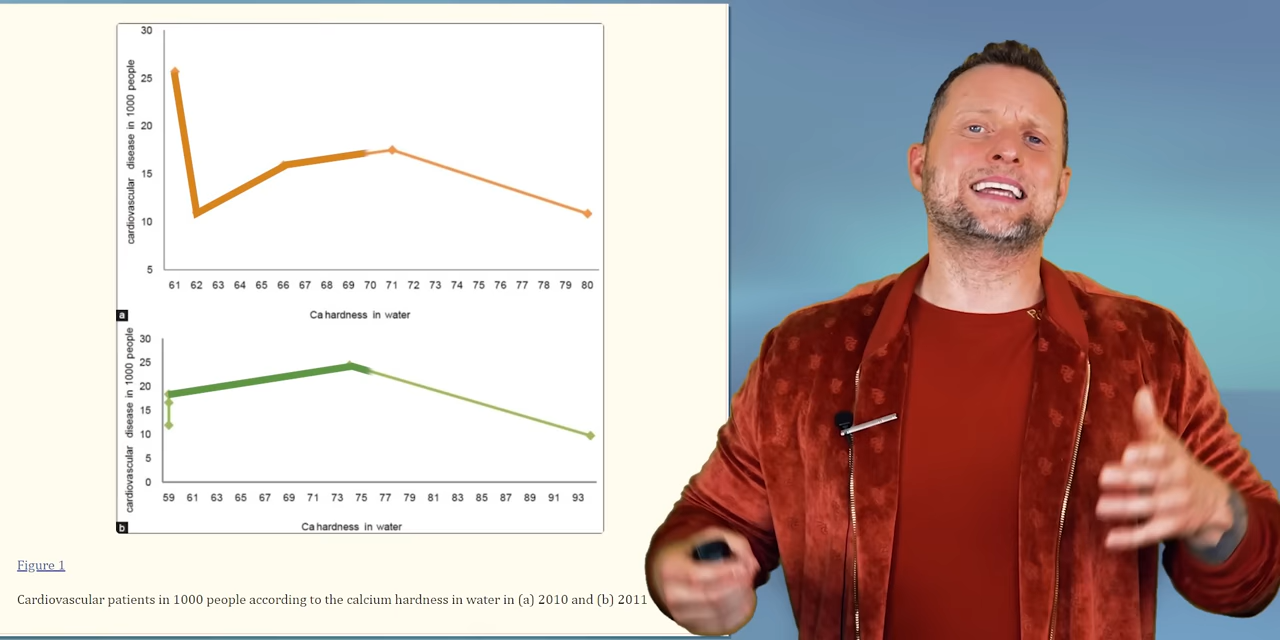 30
25
20
15
10
5
cardiovascular disease in 1000 people
61 62 63 64 65 66 67 68 69 70 71 72 73 74 75 76 77 78 79 80
Ca hardness in water
a
30
25
20
15
10
5
0
cardiovascular disease in 1000 people
59 61 63 65 67 69 71 73 75 77 79 81 83 85 87 89 91 93
Ca hardness in water
b
Figure 1
Cardiovascular patients in 1000 people according to the calcium hardness in water in (a) 2010 and (b) 2011